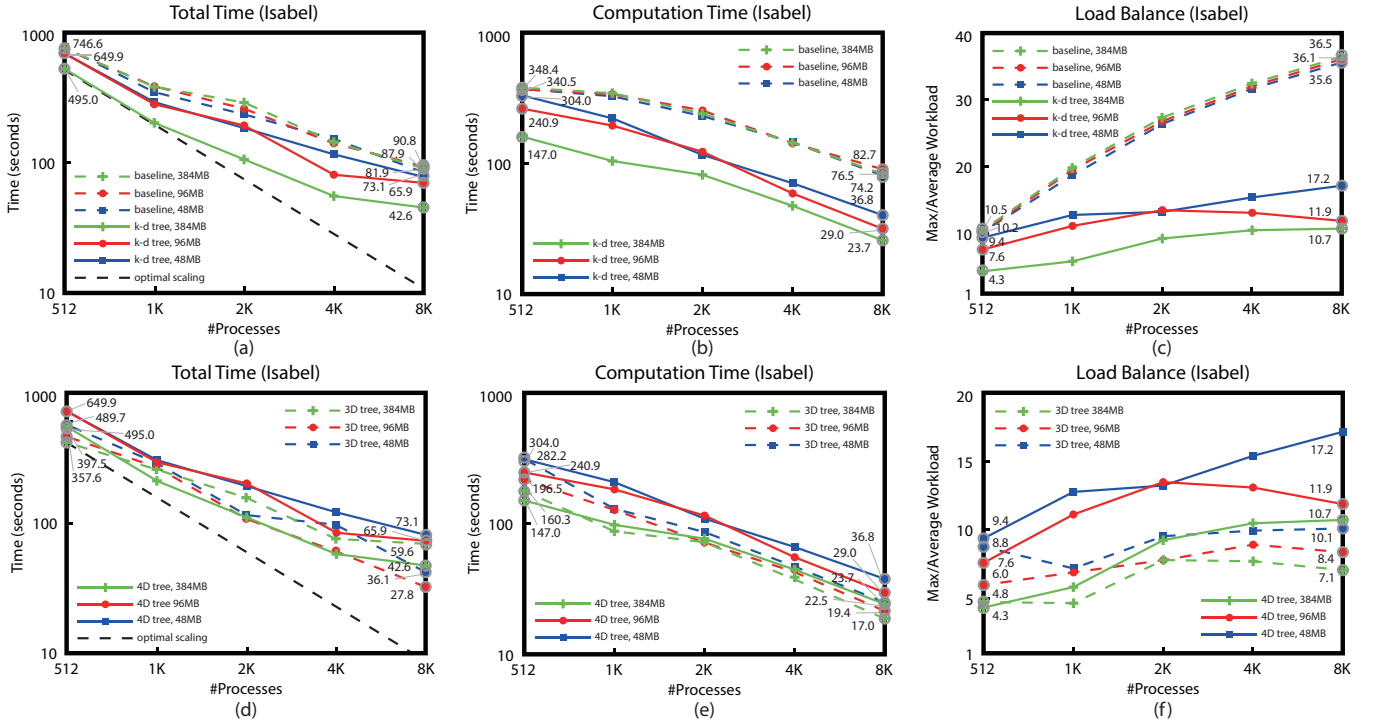 Total Time (Isabel)
1000
100
10
Time (seconds)
746.6
649.9
495.0
90.8
87.9
81.9
73.1
65.9
42.6
baseline, 384MB
baseline, 96MB
baseline, 48MB
k-d tree, 384MB
k-d tree, 96MB
k-d tree, 48MB
optimal scaling
512
1K
2K
4K
8K
#Processes
(a)
Computation Time (Isabel)
1000
100
10
Time (seconds)
baseline, 384MB
baseline, 96MB
baseline, 48MB
348.4
340.5
304.0
240.9
147.0
82.7
76.5
74.2
36.8
29.0
23.7
k-d tree, 384MB
k-d tree, 96MB
k-d tree, 48MB
512
1K
2K
4K
8K
#Processes
(b)
Load Balance (Isabel)
40
30
20
10
1
Max/Average Workload
baseline, 384MB
baseline, 96MB
baseline, 48MB
k-d tree, 384MB
k-d tree, 96MB
k-d tree, 48MB
36.5
36.1
35.6
17.2
11.9
10.7
10.5
10.2
9.4
7.6
4.3
512
1K
2K
4K
8K
#Processes
(c)
Total Time (Isabel)
1000
100
10
Time (seconds)
3D tree, 384MB
3D tree, 96MB
3D tree, 48MB
649.9
489.7
495.0
397.5
357.6
73.1
65.9
59.6
42.6
36.1
27.8
4D tree, 384MB
4D tree 96MB
4D tree, 48MB
optimal scaling
512
1K
2K
4K
8K
#Processes
(d)
Computation Time (Isabel)
1000
100
10
Time (seconds)
3D tree, 384MB
3D tree, 96MB
3D tree, 48MB
304.0
282.2
240.9
196.5
160.3
147.0
36.8
29.0
23.7
22.5
19.4
17.0
4D tree, 384MB
4D tree, 96MB
4D tree, 48MB
512
1K
2K
4K
8K
#Processes
(e)
Load Balance (Isabel)
20
15
10
5
1
Max/Average Workload
3D tree 384MB
3D tree, 96MB
3D tree, 48MB
17.2
11.9
10.7
10.1
8.4
7.1
9.4
8.8
7.6
6.0
4.8
4.3
4D tree, 384MB
4D tree, 96MB
4D tree, 48MB
512
1K
2K
4K
8K
#Processes
(f)